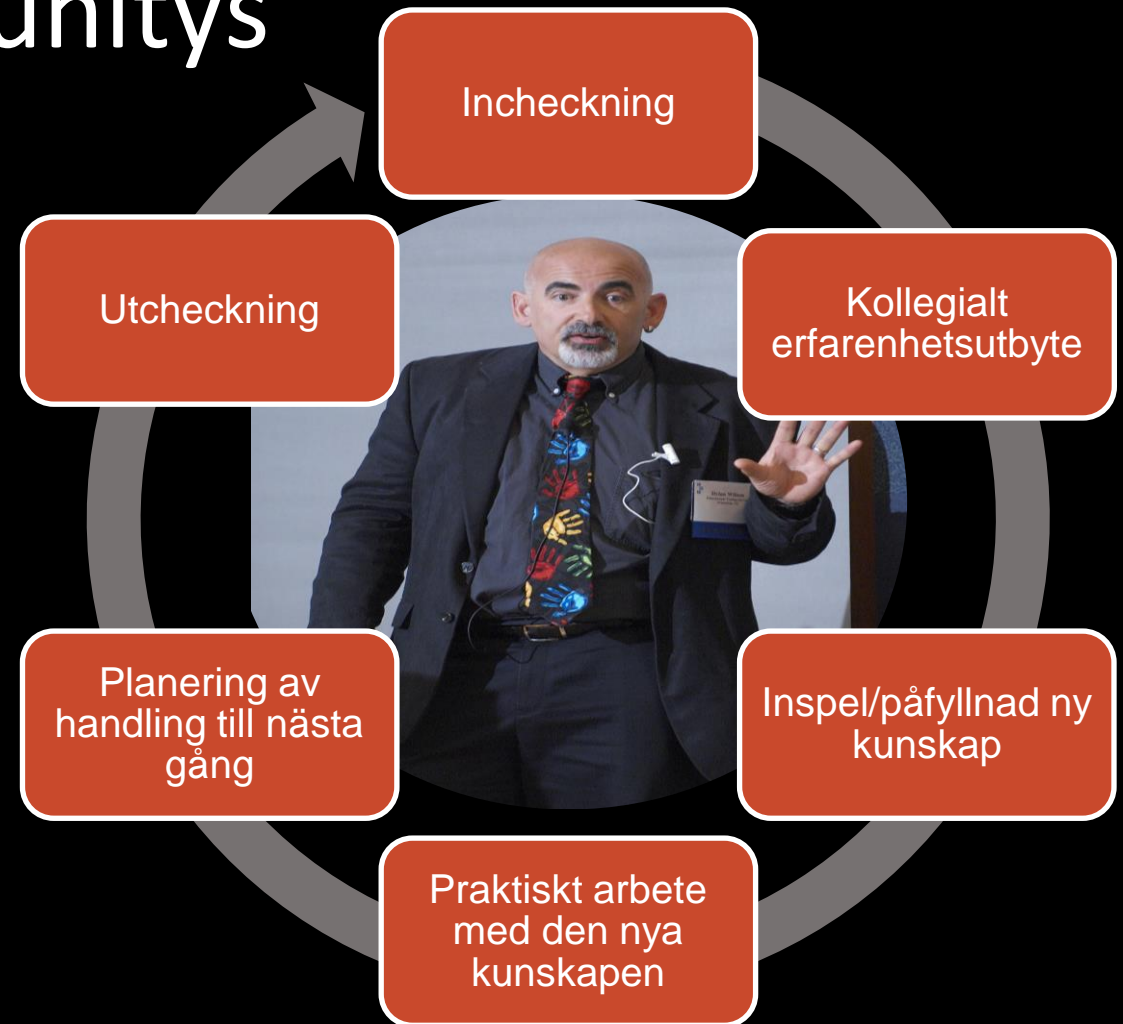 unitys
Incheckning
Kollegialt
erfarenhetsutbyte
Inspel/påfyllnad ny
kunskap
Praktiskt arbete
med den nya
kunskapen
Planering av
handling till nästa
gång
Utcheckning